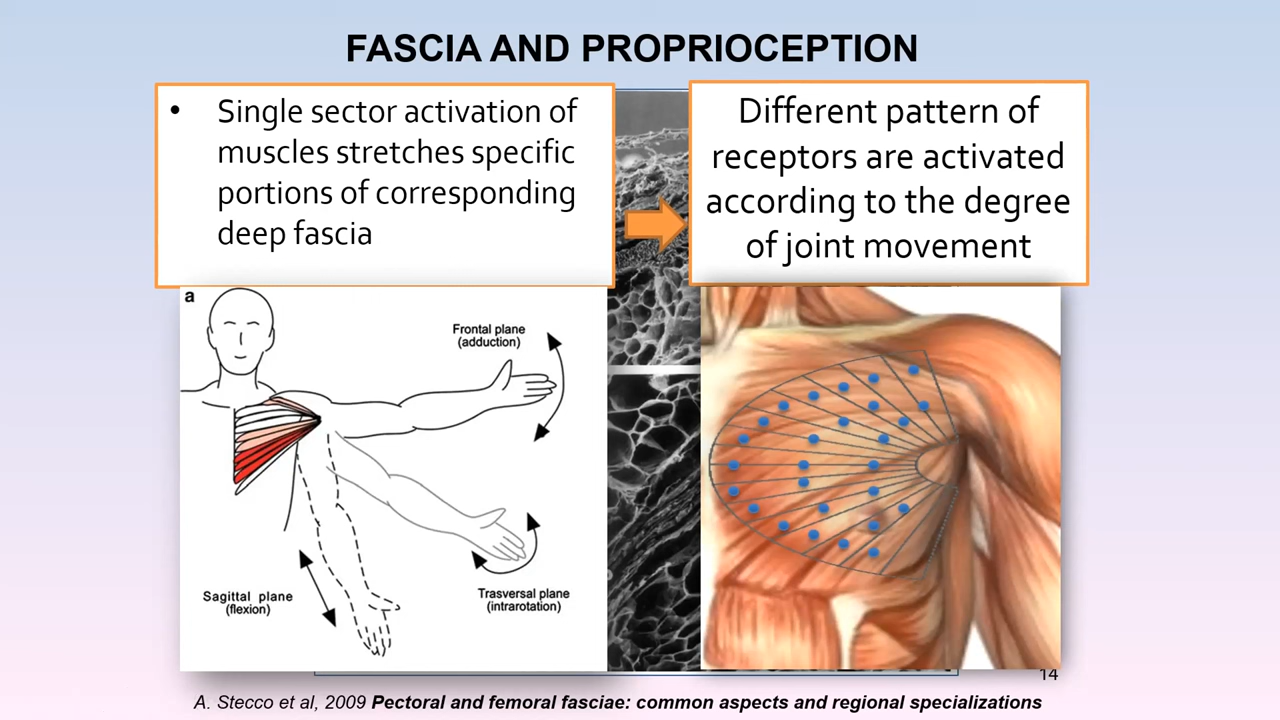 FASCIA AND PROPRIOCEPTION
• Single sector activation of
muscles stretches specific
portions of corresponding
deep fascia
Different pattern of
receptors are activated
according to the degree
of joint movement
a
Frontal plane
(adduction)
Sagittal plane
(flexion)
Trasversal plane
(intrarotation)
14
A. Stecco et al, 2009 Pectoral and femoral fasciae: common aspects and regional specializations